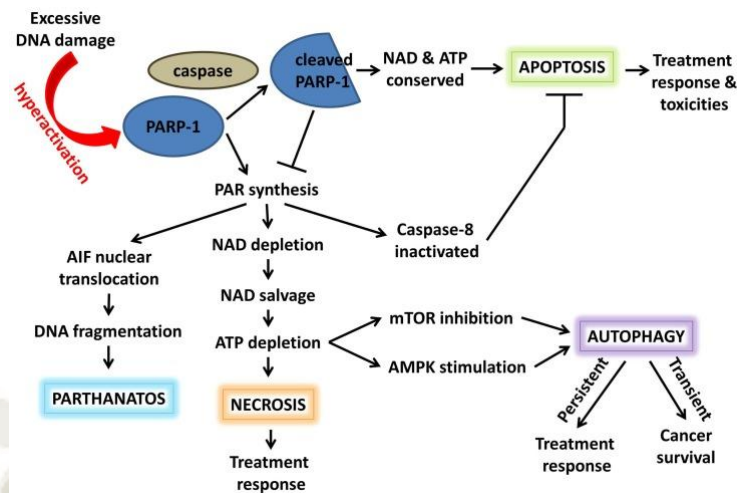 Excessive
DNA damage
hyperactivation
caspase
PARP-1
cleaved
PARP-1
NAD & ATP
conserved
APOPTOSIS
Treatment
response &
toxicities
PAR synthesis
AIF nuclear
translocation
DNA fragmentation
PARTHANATOS
NAD depletion
NAD salvage
ATP depletion
NECROSIS
Treatment
response
Caspase-8
inactivated
mTOR inhibition
AMPK stimulation
AUTOPHAGY
Persistent
Transient
Treatment
response
Cancer
survival